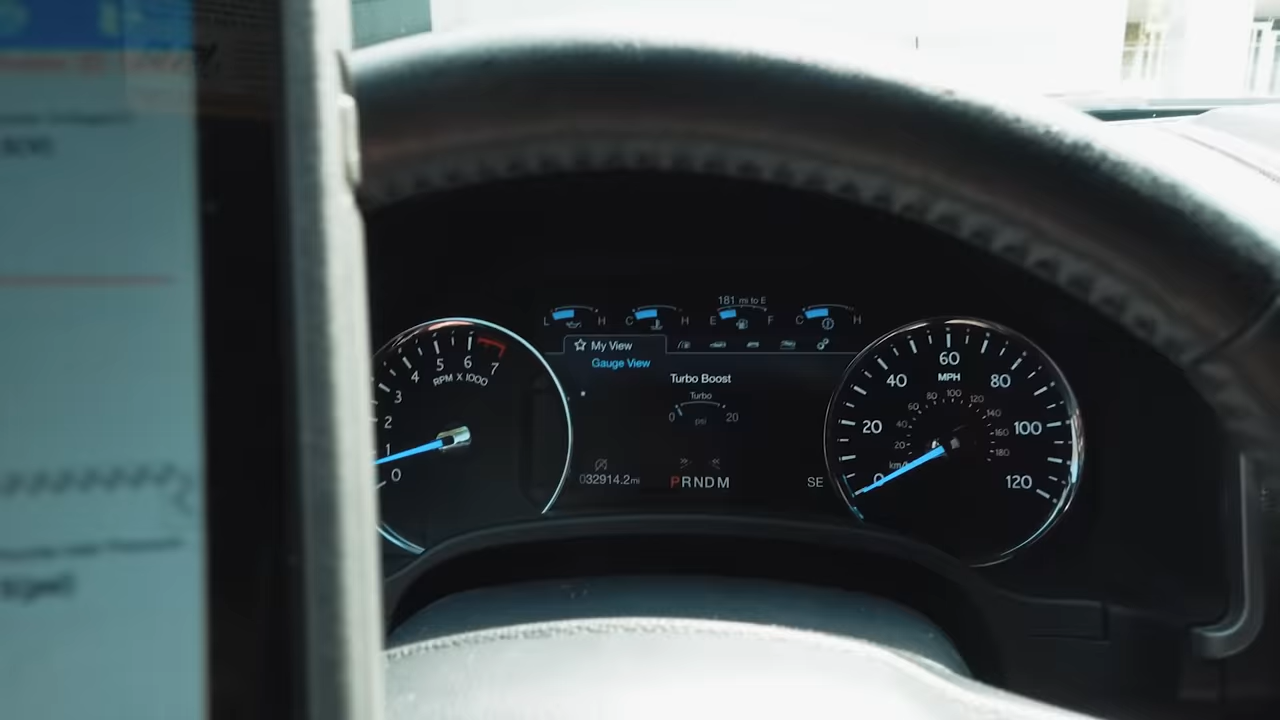 181 mi to E
L H C H E F C H
My View
Gauge View
Turbo Boost
Turbo
0 20
psi
032914.2 mi
PRNDM
SE
0 1 2 3 4 5 6 7
RPM X 1000
0 20 40 60 80 100 120
MPH
20 40 60 80 100 120 140 160 180
km/h